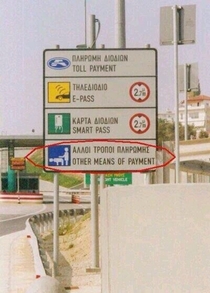 ΠΛΗΡΩΜΗ ΔΙΟΔΙΩΝ
TOLL PAYMENT
ΤΗΛΕΔΙΟΔΙΟ
E-PASS
ΚΑΡΤΑ ΔΙΟΔΙΩΝ
SMART PASS
ΑΛΛΟΙ ΤΡΟΠΟΙ ΠΛΗΡΩΜΗΣ
OTHER MEANS OF PAYMENT